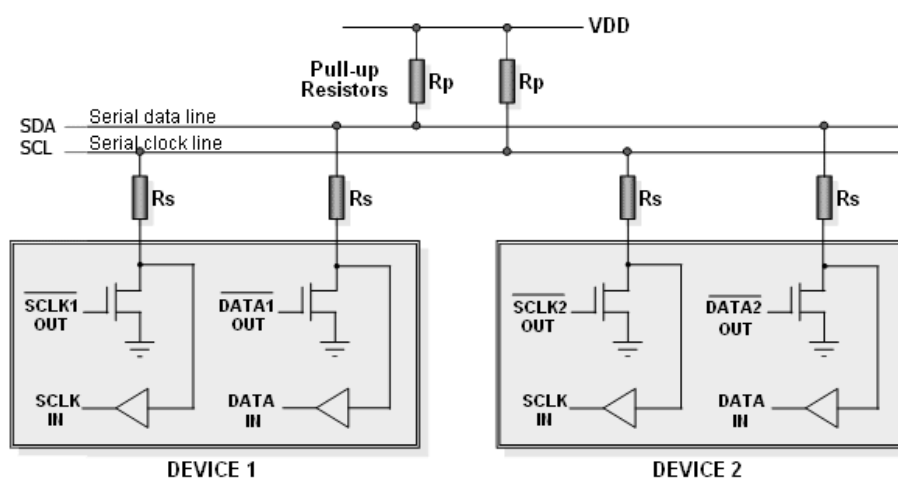 VDD
Pull-up
Resistors
Rp
Rp
SDA
Serial data line
SCL
Serial clock line
Rs
Rs
Rs
Rs
SCLK1
OUT
DATA1
OUT
SCLK2
OUT
DATA2
OUT
SCLK
IN
DATA
IN
SCLK
IN
DATA
IN
DEVICE 1
DEVICE 2